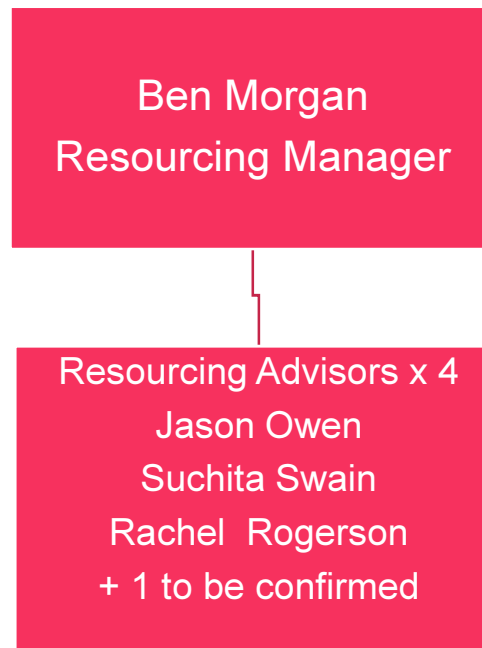 Ben Morgan
Resourcing Manager
Resourcing Advisors x 4
Jason Owen
Suchita Swain
Rachel  Rogerson
+ 1 to be confirmed